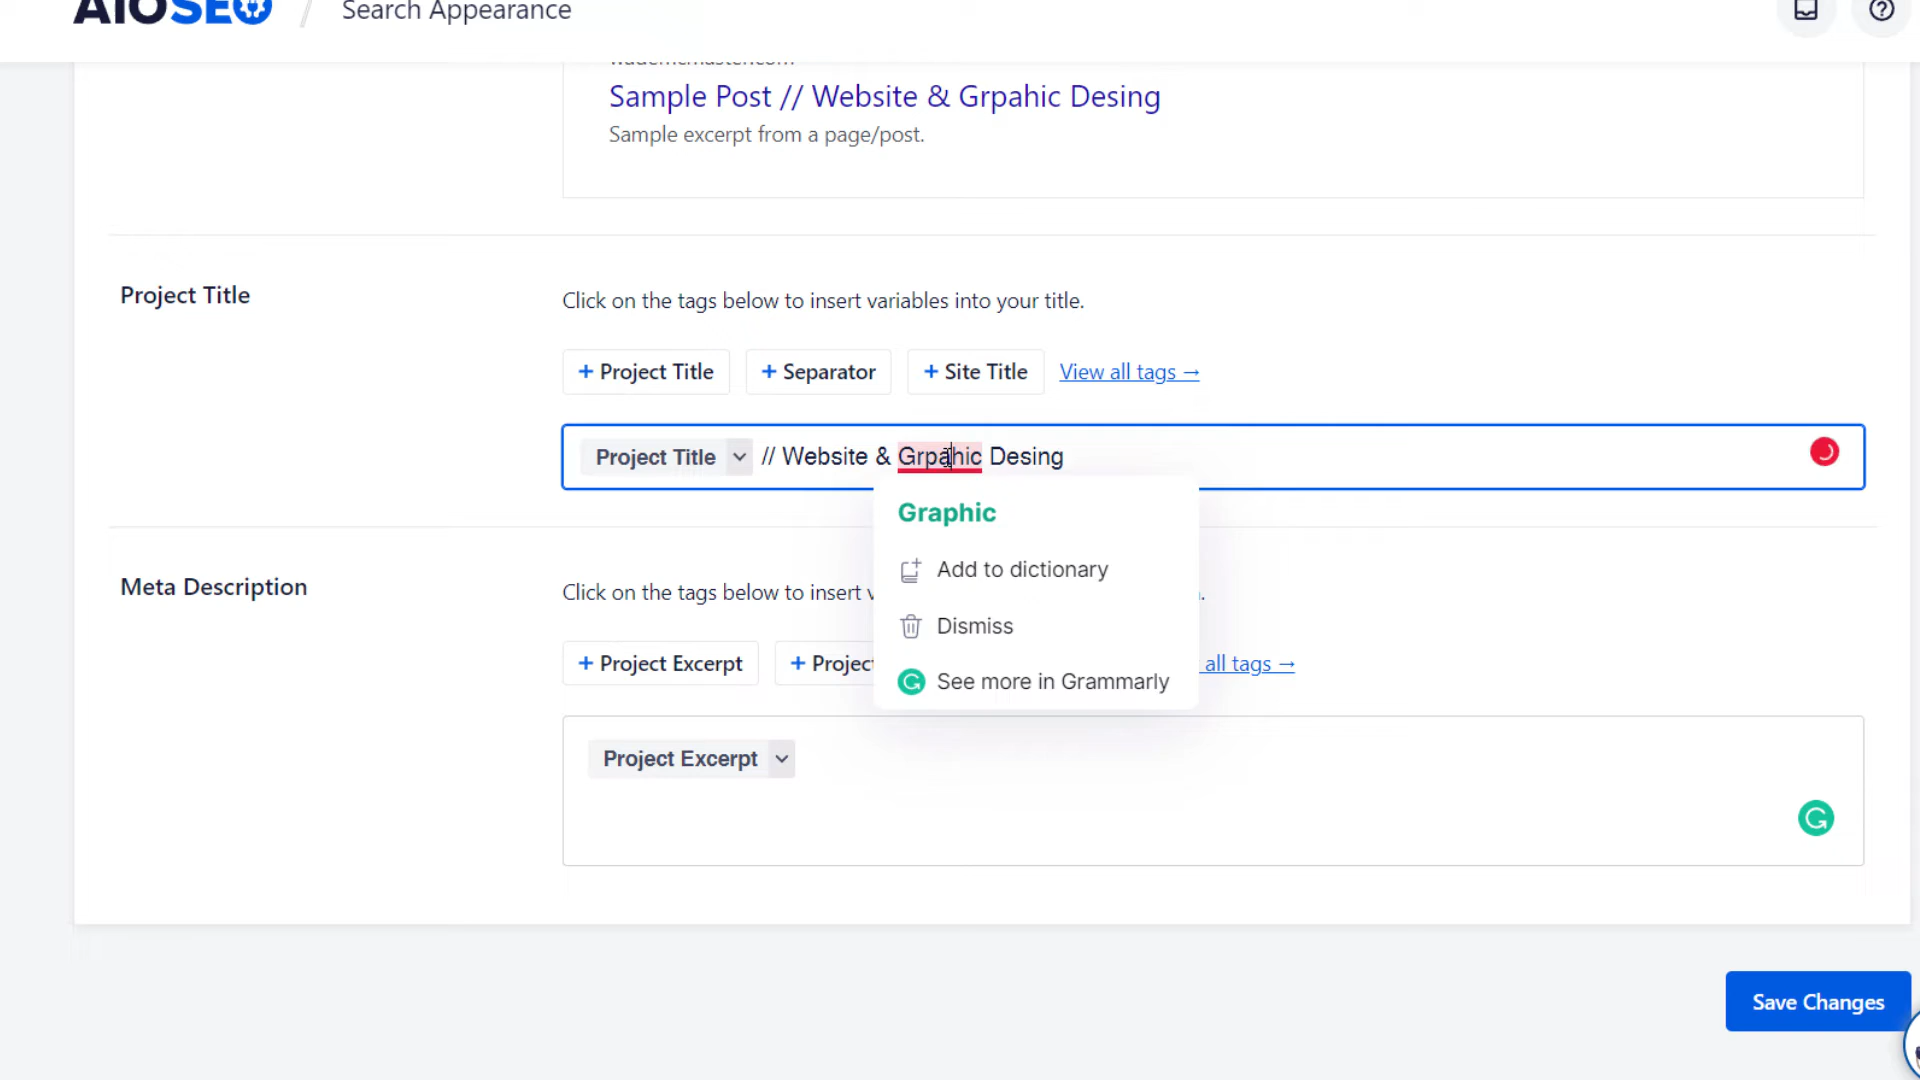 AIOSEO / Search Appearance
Sample Post // Website & Grpahic Desing
Sample excerpt from a page/post.
Project Title
Click on the tags below to insert variables into your title.
+ Project Title + Separator + Site Title View all tags →
Project Title // Website & Grpahic Desing
Graphic
Add to dictionary
Dismiss
See more in Grammarly
Meta Description
Click on the tags below to insert
+ Project Excerpt + Projec all tags →
Project Excerpt
Save Changes